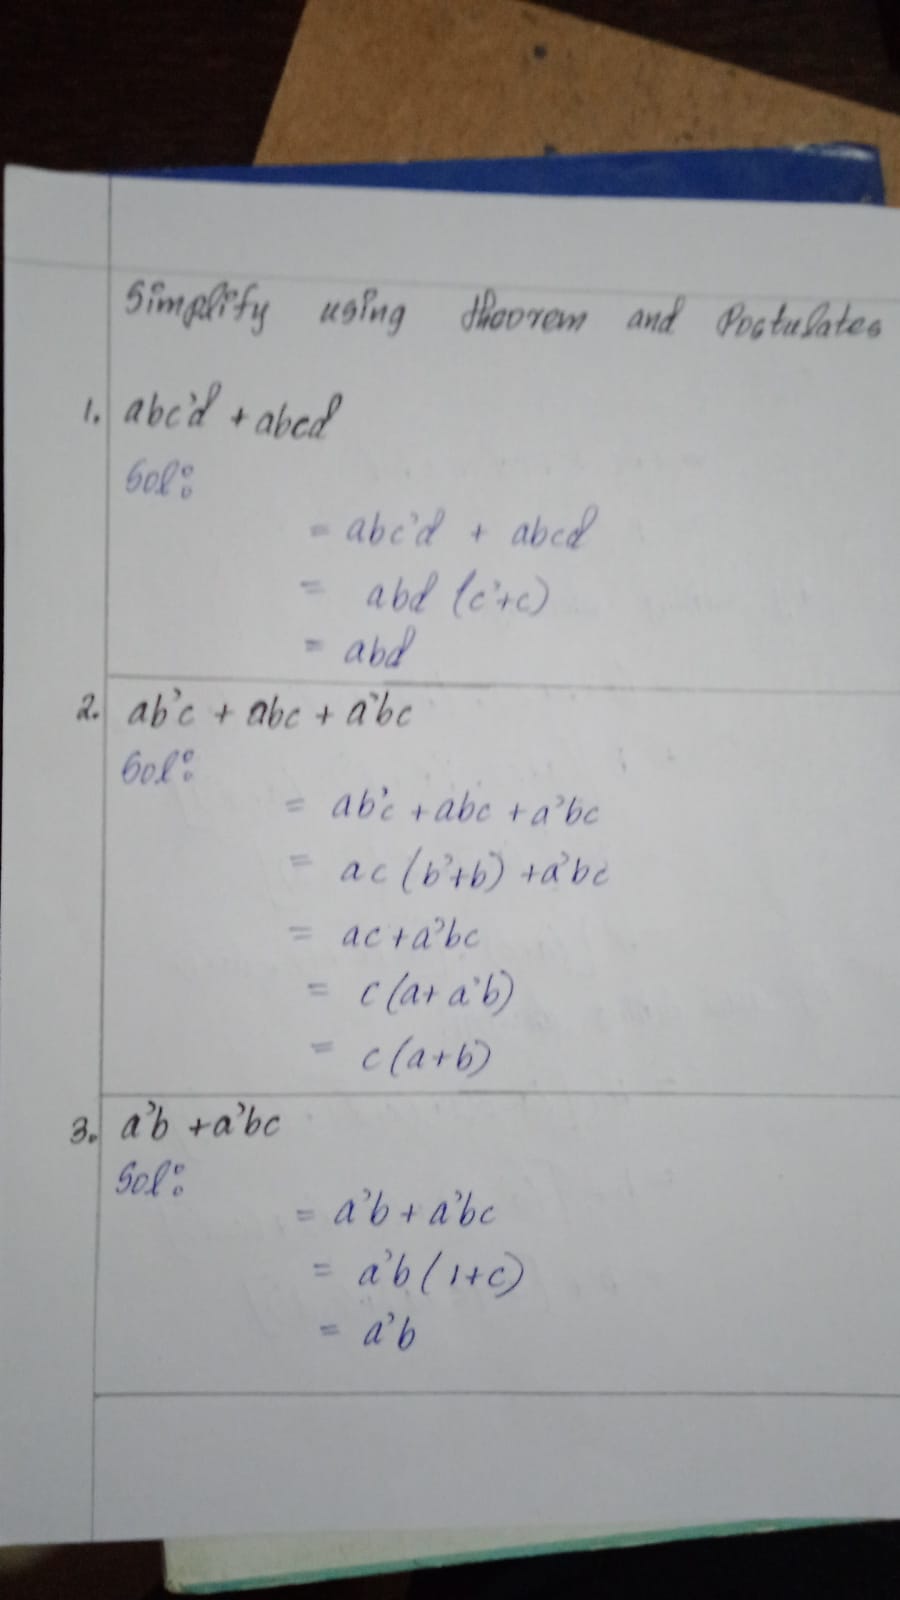 Simplify using theorem and Postulates
1. abc'd + abcd
Sol:
= abc'd + abcd
= abd (c'+c)
= abd
2. ab'c + abc + a'bc
Sol:
= ab'c + abc + a'bc
= ac (b'+b) + a'bc
= ac + a'bc
= c (a + a'b)
= c (a+b)
3. a'b + a'bc
Sol:
= a'b + a'bc
= a'b (1+c)
= a'b